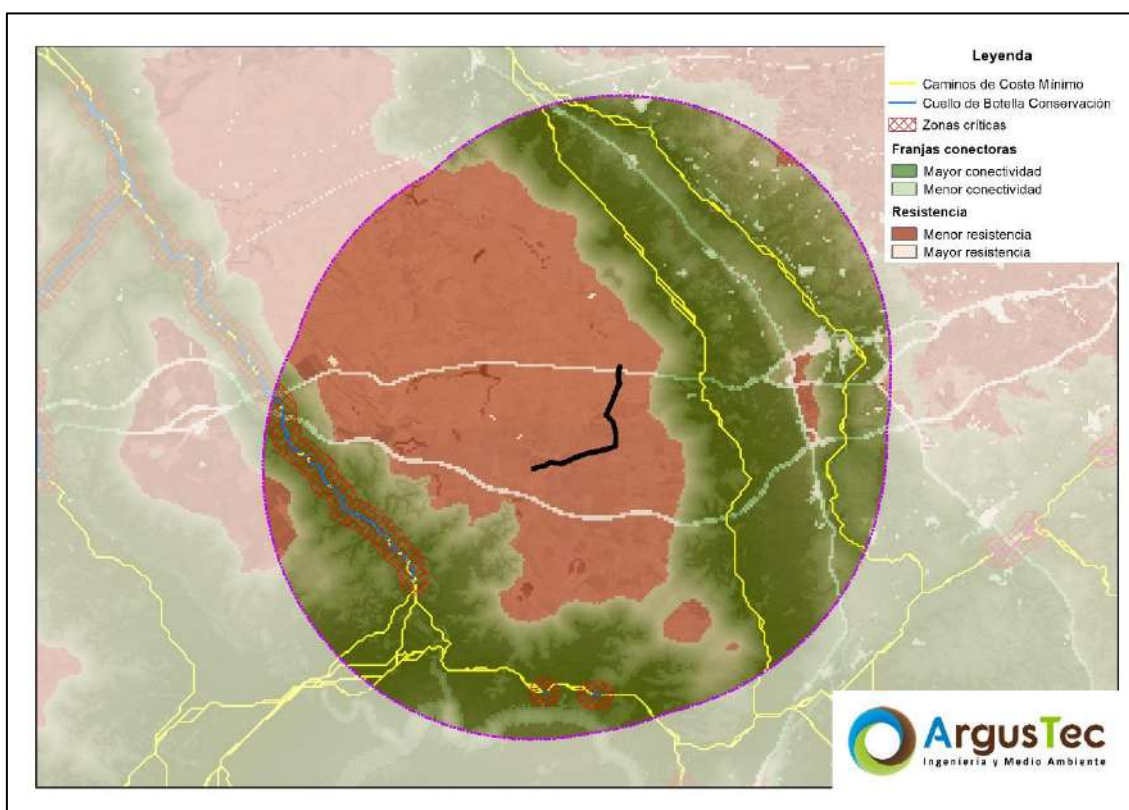 Leyenda
Caminos de Coste Mínimo
Cuello de Botella Conservación
Zonas críticas
Franjas conectoras
Mayor conectividad
Menor conectividad
Resistencia
Menor resistencia
Mayor resistencia
ArgusTec
Ingeniería y Medio Ambiente